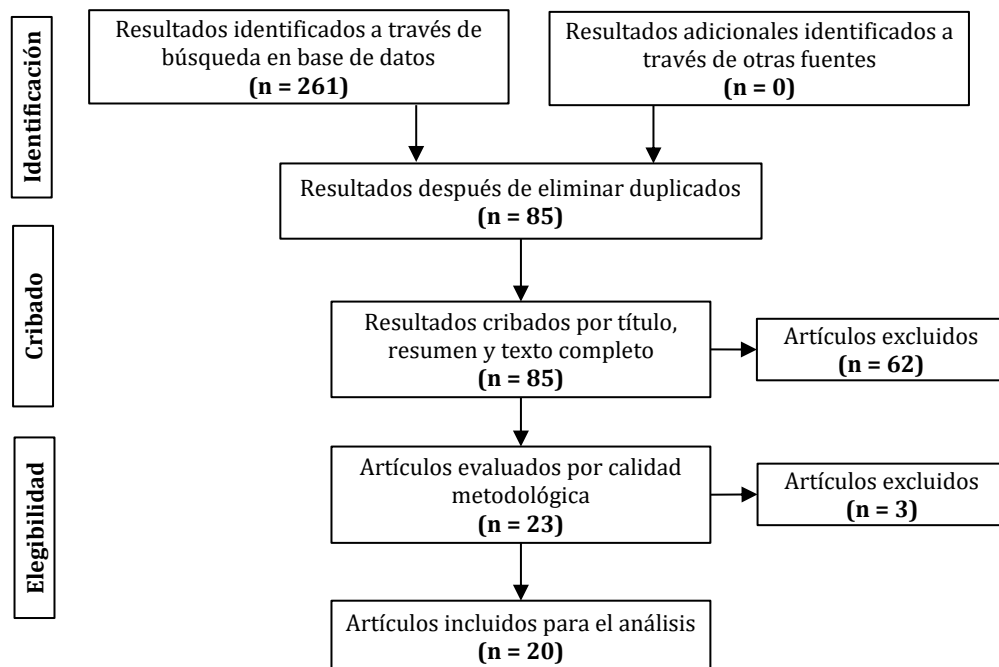 Identificación
Resultados identificados a través de
búsqueda en base de datos
(n = 261)
Resultados adicionales identificados a
través de otras fuentes
(n = 0)
Resultados después de eliminar duplicados
(n = 85)
Cribado
Resultados cribados por título,
resumen y texto completo
(n = 85)
Artículos excluidos
(n = 62)
Elegibilidad
Artículos evaluados por calidad
metodológica
(n = 23)
Artículos excluidos
(n = 3)
Artículos incluidos para el análisis
(n = 20)